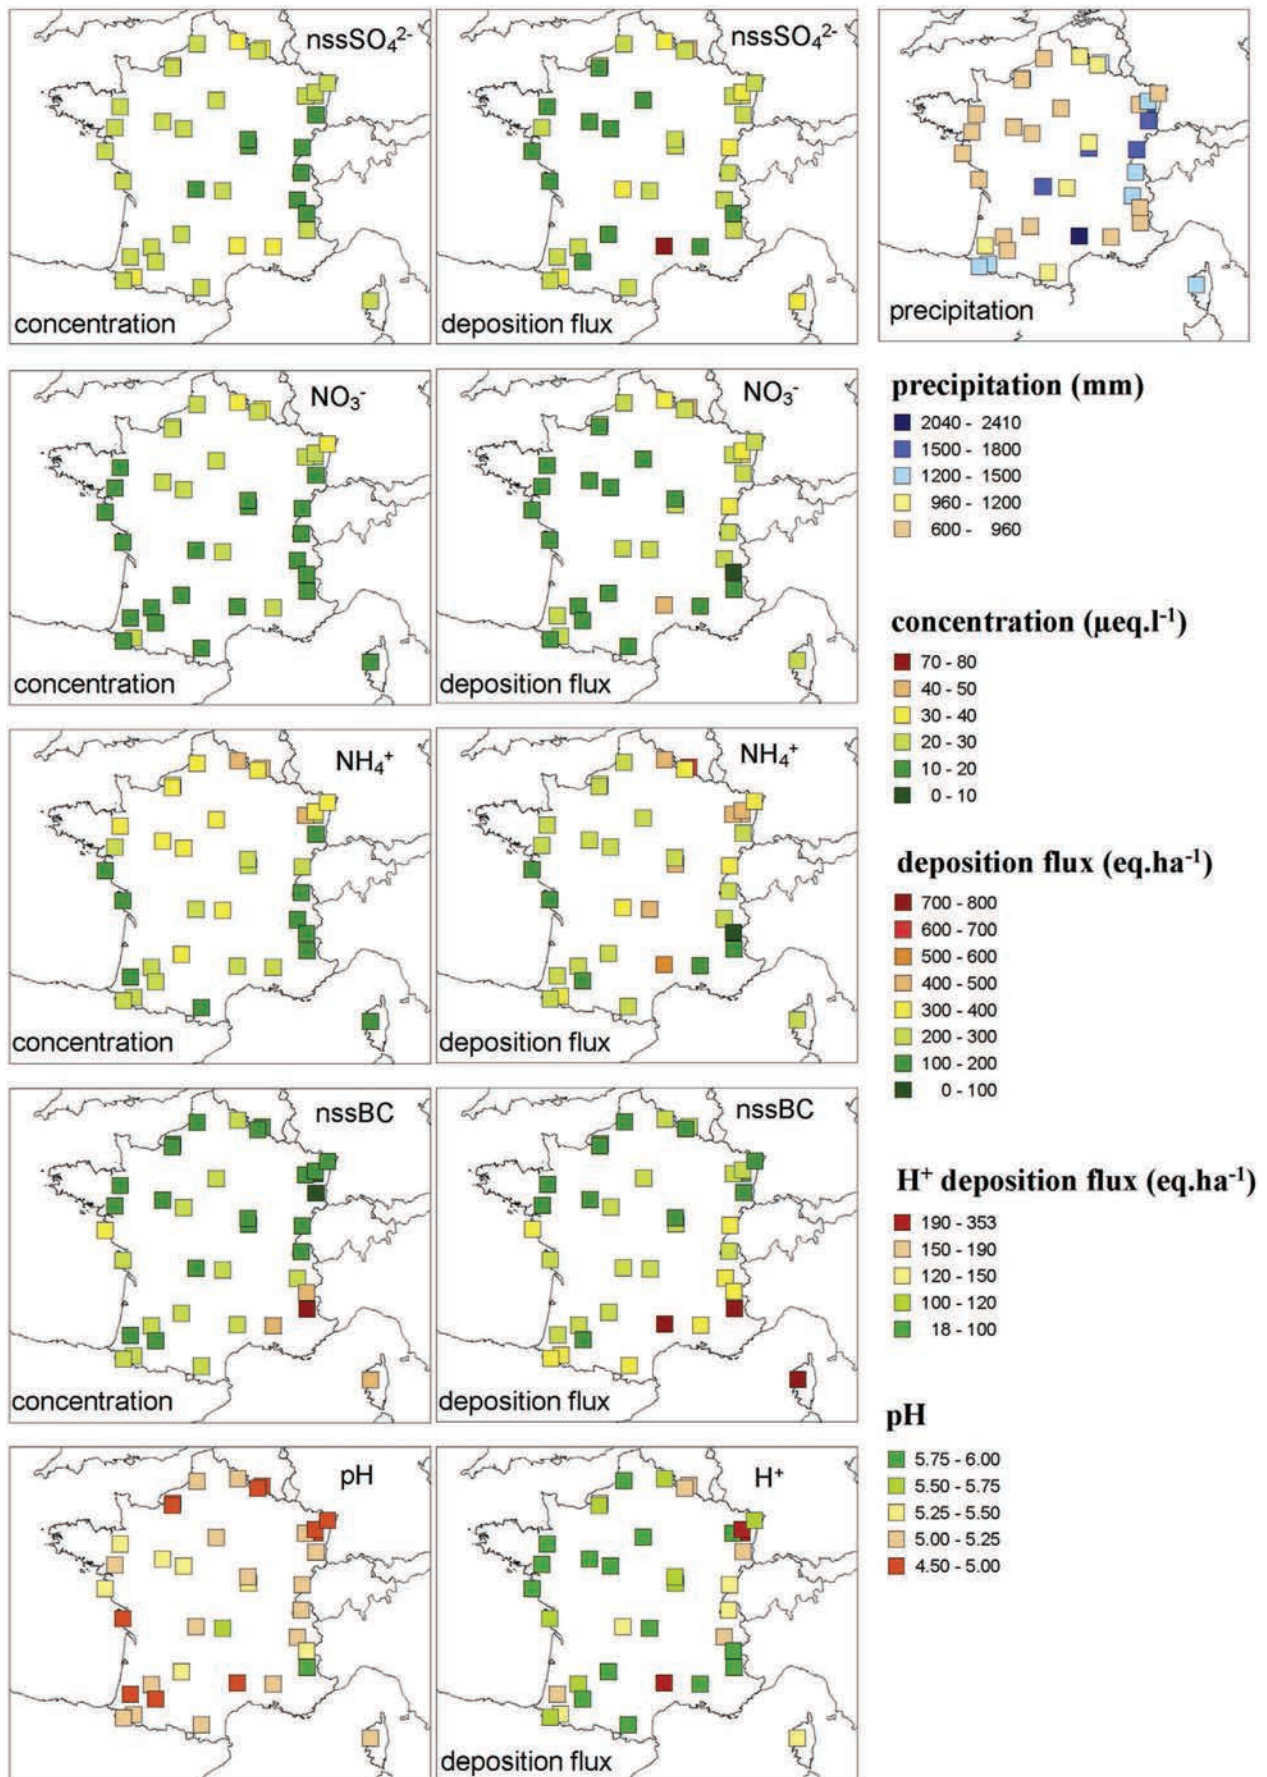 nssSO₄²⁻
concentration
nssSO₄²⁻
deposition flux
precipitation
NO₃⁻
concentration
NO₃⁻
deposition flux
NH₄⁺
concentration
NH₄⁺
deposition flux
nssBC
concentration
nssBC
deposition flux
pH
H⁺
deposition flux
precipitation (mm)
2040 - 2410
1500 - 1800
1200 - 1500
960 - 1200
600 - 960
concentration (µeq.l⁻¹)
70 - 80
40 - 50
30 - 40
20 - 30
10 - 20
0 - 10
deposition flux (eq.ha⁻¹)
700 - 800
600 - 700
500 - 600
400 - 500
300 - 400
200 - 300
100 - 200
0 - 100
H⁺ deposition flux (eq.ha⁻¹)
190 - 353
150 - 190
120 - 150
100 - 120
18 - 100
pH
5.75 - 6.00
5.50 - 5.75
5.25 - 5.50
5.00 - 5.25
4.50 - 5.00